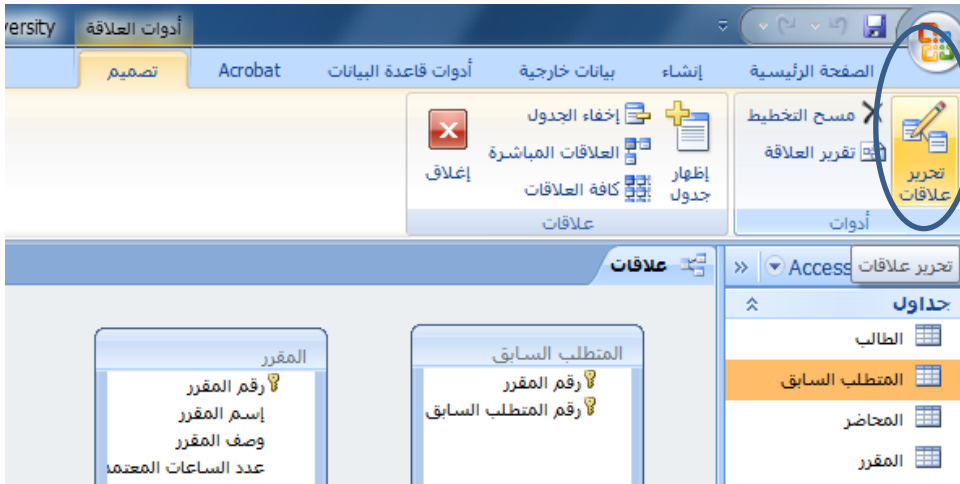 أدوات العلاقة
versity
الصفحة الرئيسية
إنشاء
بيانات خارجية
أدوات قاعدة البيانات
Acrobat
تصميم
تحرير
علاقات
مسح التخطيط
تقرير العلاقة
أدوات
إظهار
جدول
إخفاء الجدول
العلاقات المباشرة
كافة العلاقات
إغلاق
علاقات
تحرير علاقات
Access
جداول
الطالب
المتطلب السابق
المحاضر
المقرر
علاقات
المتطلب السابق
رقم المقرر
رقم المتطلب السابق
المقرر
رقم المقرر
إسم المقرر
وصف المقرر
عدد الساعات المعتمد